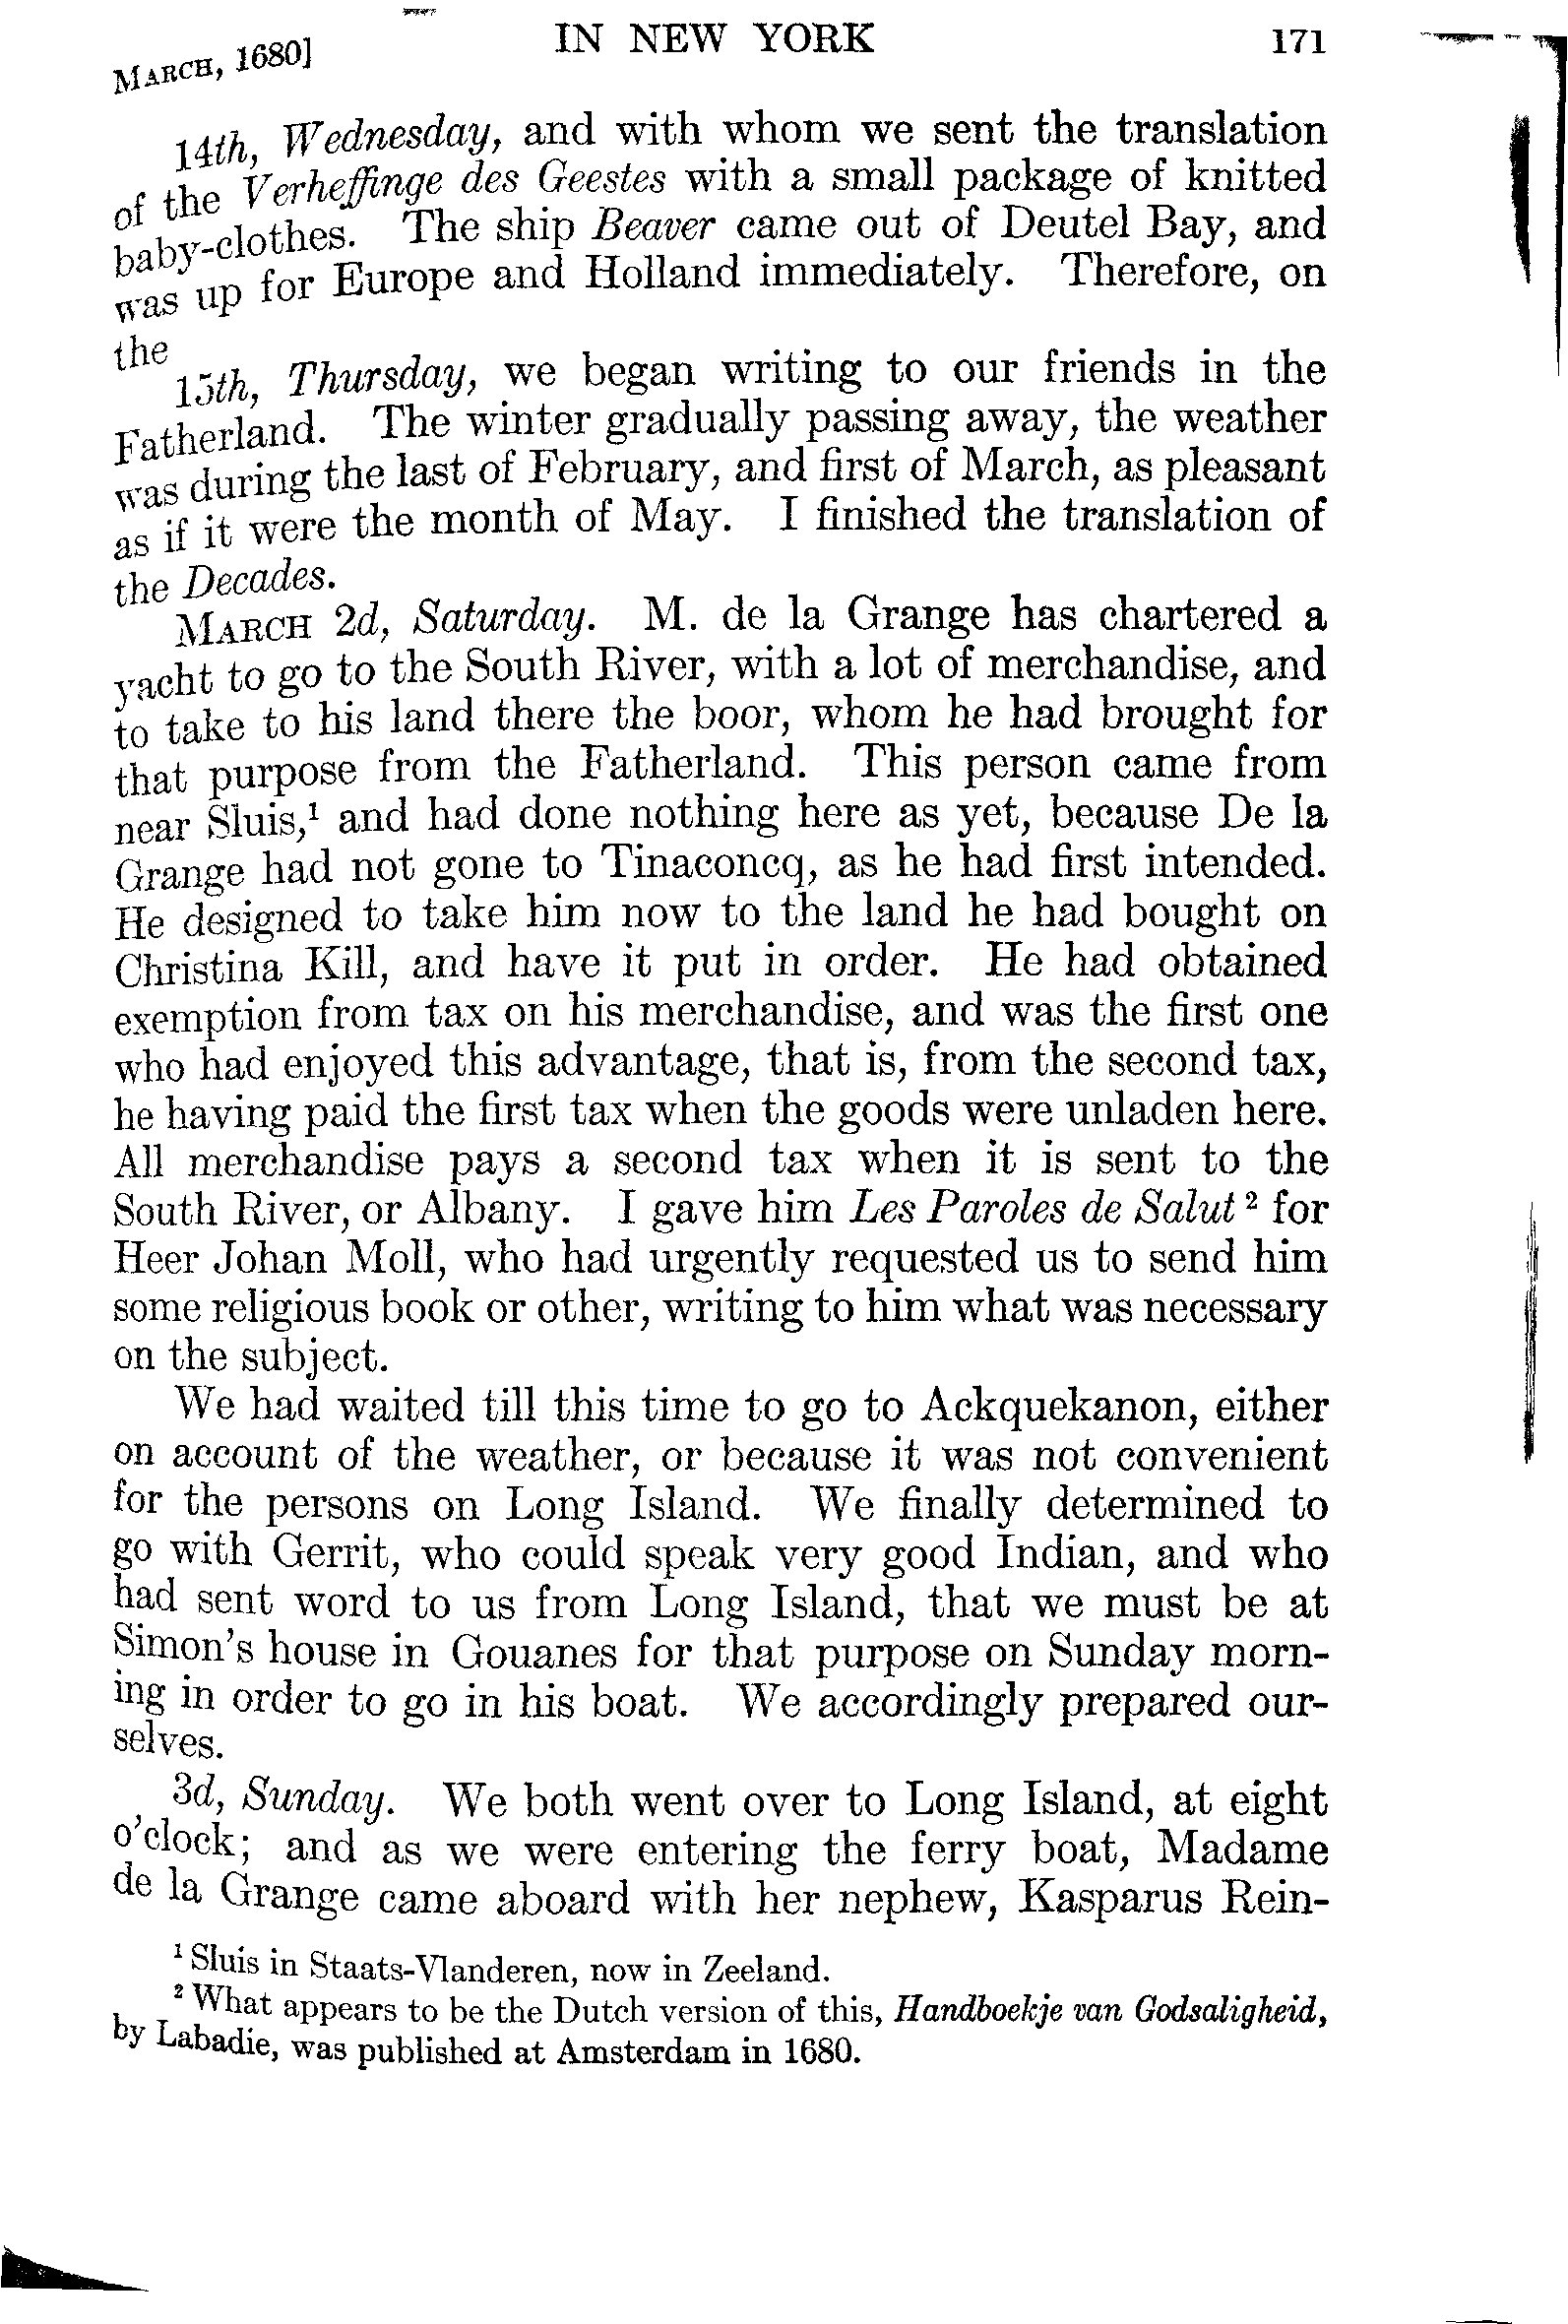 MARCH, 1680] IN NEW YORK 171
14th, Wednesday, and with whom we sent the translation
of the Verheffinge des Geestes with a small package of knitted
baby-clothes. The ship Beaver came out of Deutel Bay, and
was up for Europe and Holland immediately. Therefore, on
the
15th, Thursday, we began writing to our friends in the
Fatherland. The winter gradually passing away, the weather
was during the last of February, and first of March, as pleasant
as if it were the month of May. I finished the translation of
the Decades.
MARCH 2d, Saturday. M. de la Grange has chartered a
yacht to go to the South River, with a lot of merchandise, and
to take to his land there the boor, whom he had brought for
that purpose from the Fatherland. This person came from
near Sluis,¹ and had done nothing here as yet, because De la
Grange had not gone to Tinaconcq, as he had first intended.
He designed to take him now to the land he had bought on
Christina Kill, and have it put in order. He had obtained
exemption from tax on his merchandise, and was the first one
who had enjoyed this advantage, that is, from the second tax,
he having paid the first tax when the goods were unladen here.
All merchandise pays a second tax when it is sent to the
South River, or Albany. I gave him Les Paroles de Salut ² for
Heer Johan Moll, who had urgently requested us to send him
some religious book or other, writing to him what was necessary
on the subject.
We had waited till this time to go to Ackquekanon, either
on account of the weather, or because it was not convenient
for the persons on Long Island. We finally determined to
go with Gerrit, who could speak very good Indian, and who
had sent word to us from Long Island, that we must be at
Simon's house in Gouanes for that purpose on Sunday morn-
ing in order to go in his boat. We accordingly prepared our-
selves.
3d, Sunday. We both went over to Long Island, at eight
o'clock; and as we were entering the ferry boat, Madame
de la Grange came aboard with her nephew, Kasparus Rein-
¹ Sluis in Staats-Vlanderen, now in Zeeland.
² What appears to be the Dutch version of this, Handboekje van Godsaligheid,
by Labadie, was published at Amsterdam in 1680.